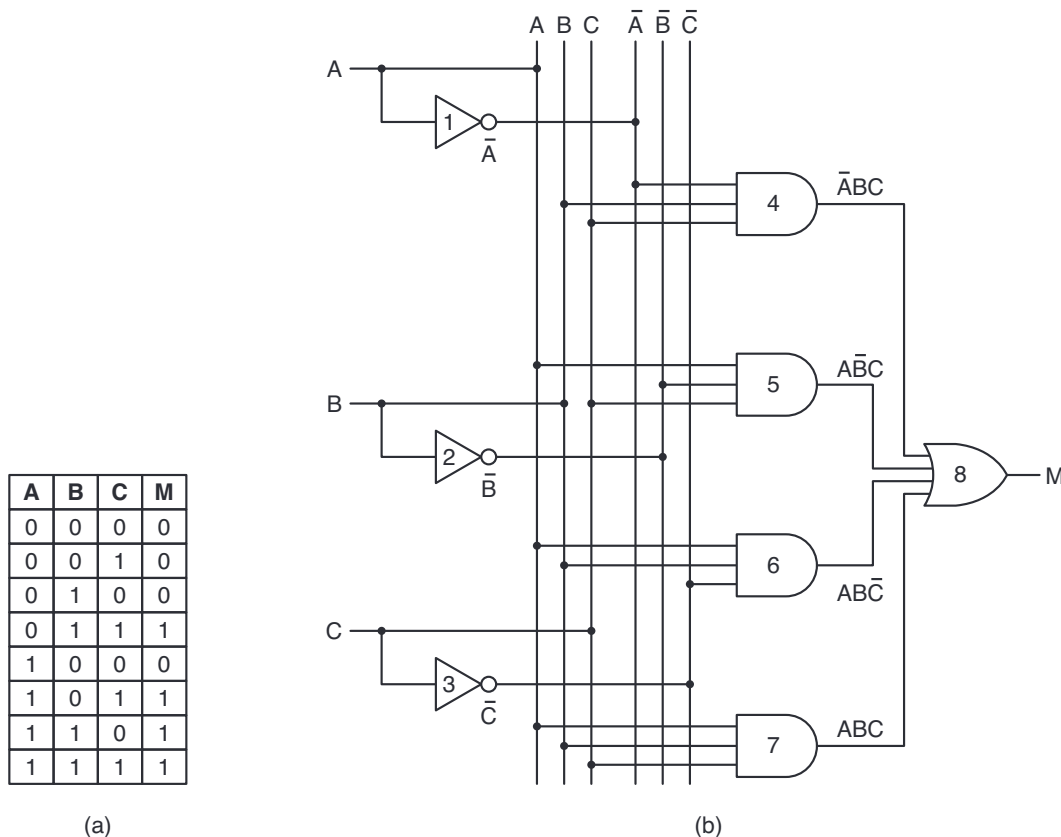 A B C A̅ B̅ C̅
A
1
A̅
4
A̅BC
5
AB̅C
B
2
B̅
8
M
6
ABC̅
C
3
C̅
7
ABC
A B C M
0 0 0 0
0 0 1 0
0 1 0 0
0 1 1 1
1 0 0 0
1 0 1 1
1 1 0 1
1 1 1 1
(a)
(b)